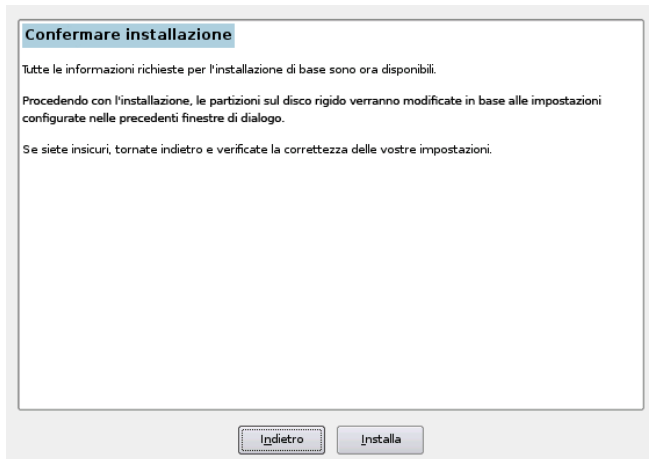 Confermare installazione
Tutte le informazioni richieste per l'installazione di base sono ora disponibili.
Procedendo con l'installazione, le partizioni sul disco rigido verranno modificate in base alle impostazioni
configurate nelle precedenti finestre di dialogo.
Se siete insicuri, tornate indietro e verificate la correttezza delle vostre impostazioni.
Indietro
Installa